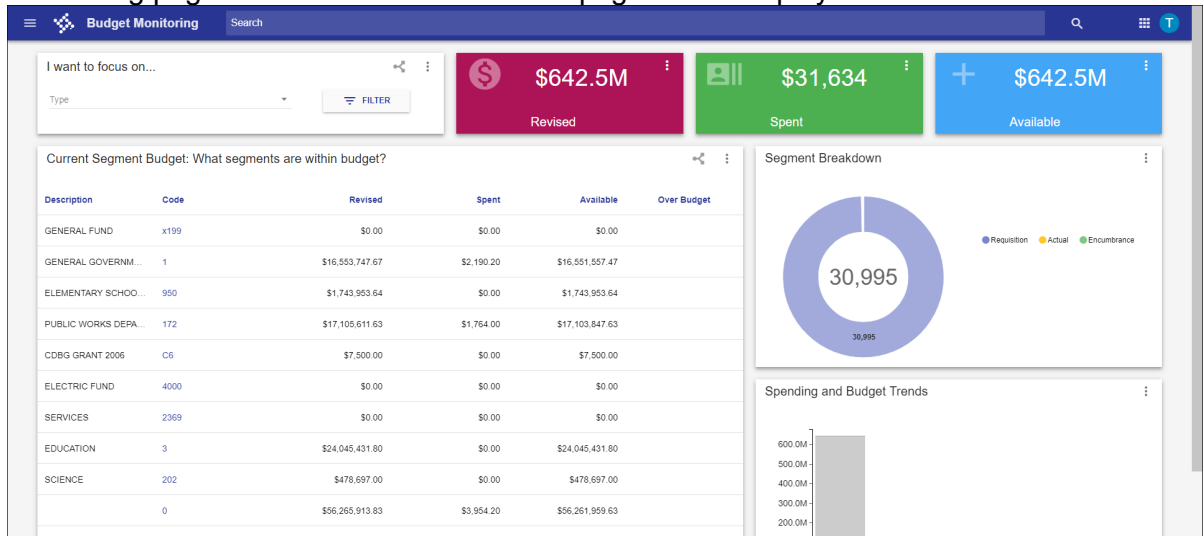 Budget Monitoring
Search
T
I want to focus on...
Type
FILTER
$
$642.5M
Revised
$31,634
Spent
$642.5M
Available
Current Segment Budget: What segments are within budget?
Description Code Revised Spent Available Over Budget
GENERAL FUND x199 $0.00 $0.00 $0.00
GENERAL GOVERNM... 1 $16,553,747.67 $2,190.20 $16,551,557.47
ELEMENTARY SCHOO... 950 $1,743,953.64 $0.00 $1,743,953.64
PUBLIC WORKS DEPA... 172 $17,105,611.63 $1,764.00 $17,103,847.63
CDBG GRANT 2006 C6 $7,500.00 $0.00 $7,500.00
ELECTRIC FUND 4000 $0.00 $0.00 $0.00
SERVICES 2369 $0.00 $0.00 $0.00
EDUCATION 3 $24,045,431.80 $0.00 $24,045,431.80
SCIENCE 202 $478,697.00 $0.00 $478,697.00
0 $56,265,913.83 $3,954.20 $56,261,959.63
Segment Breakdown
30,995
30,995
Requisition Actual Encumbrance
Spending and Budget Trends
600.0M
500.0M
400.0M
300.0M
200.0M